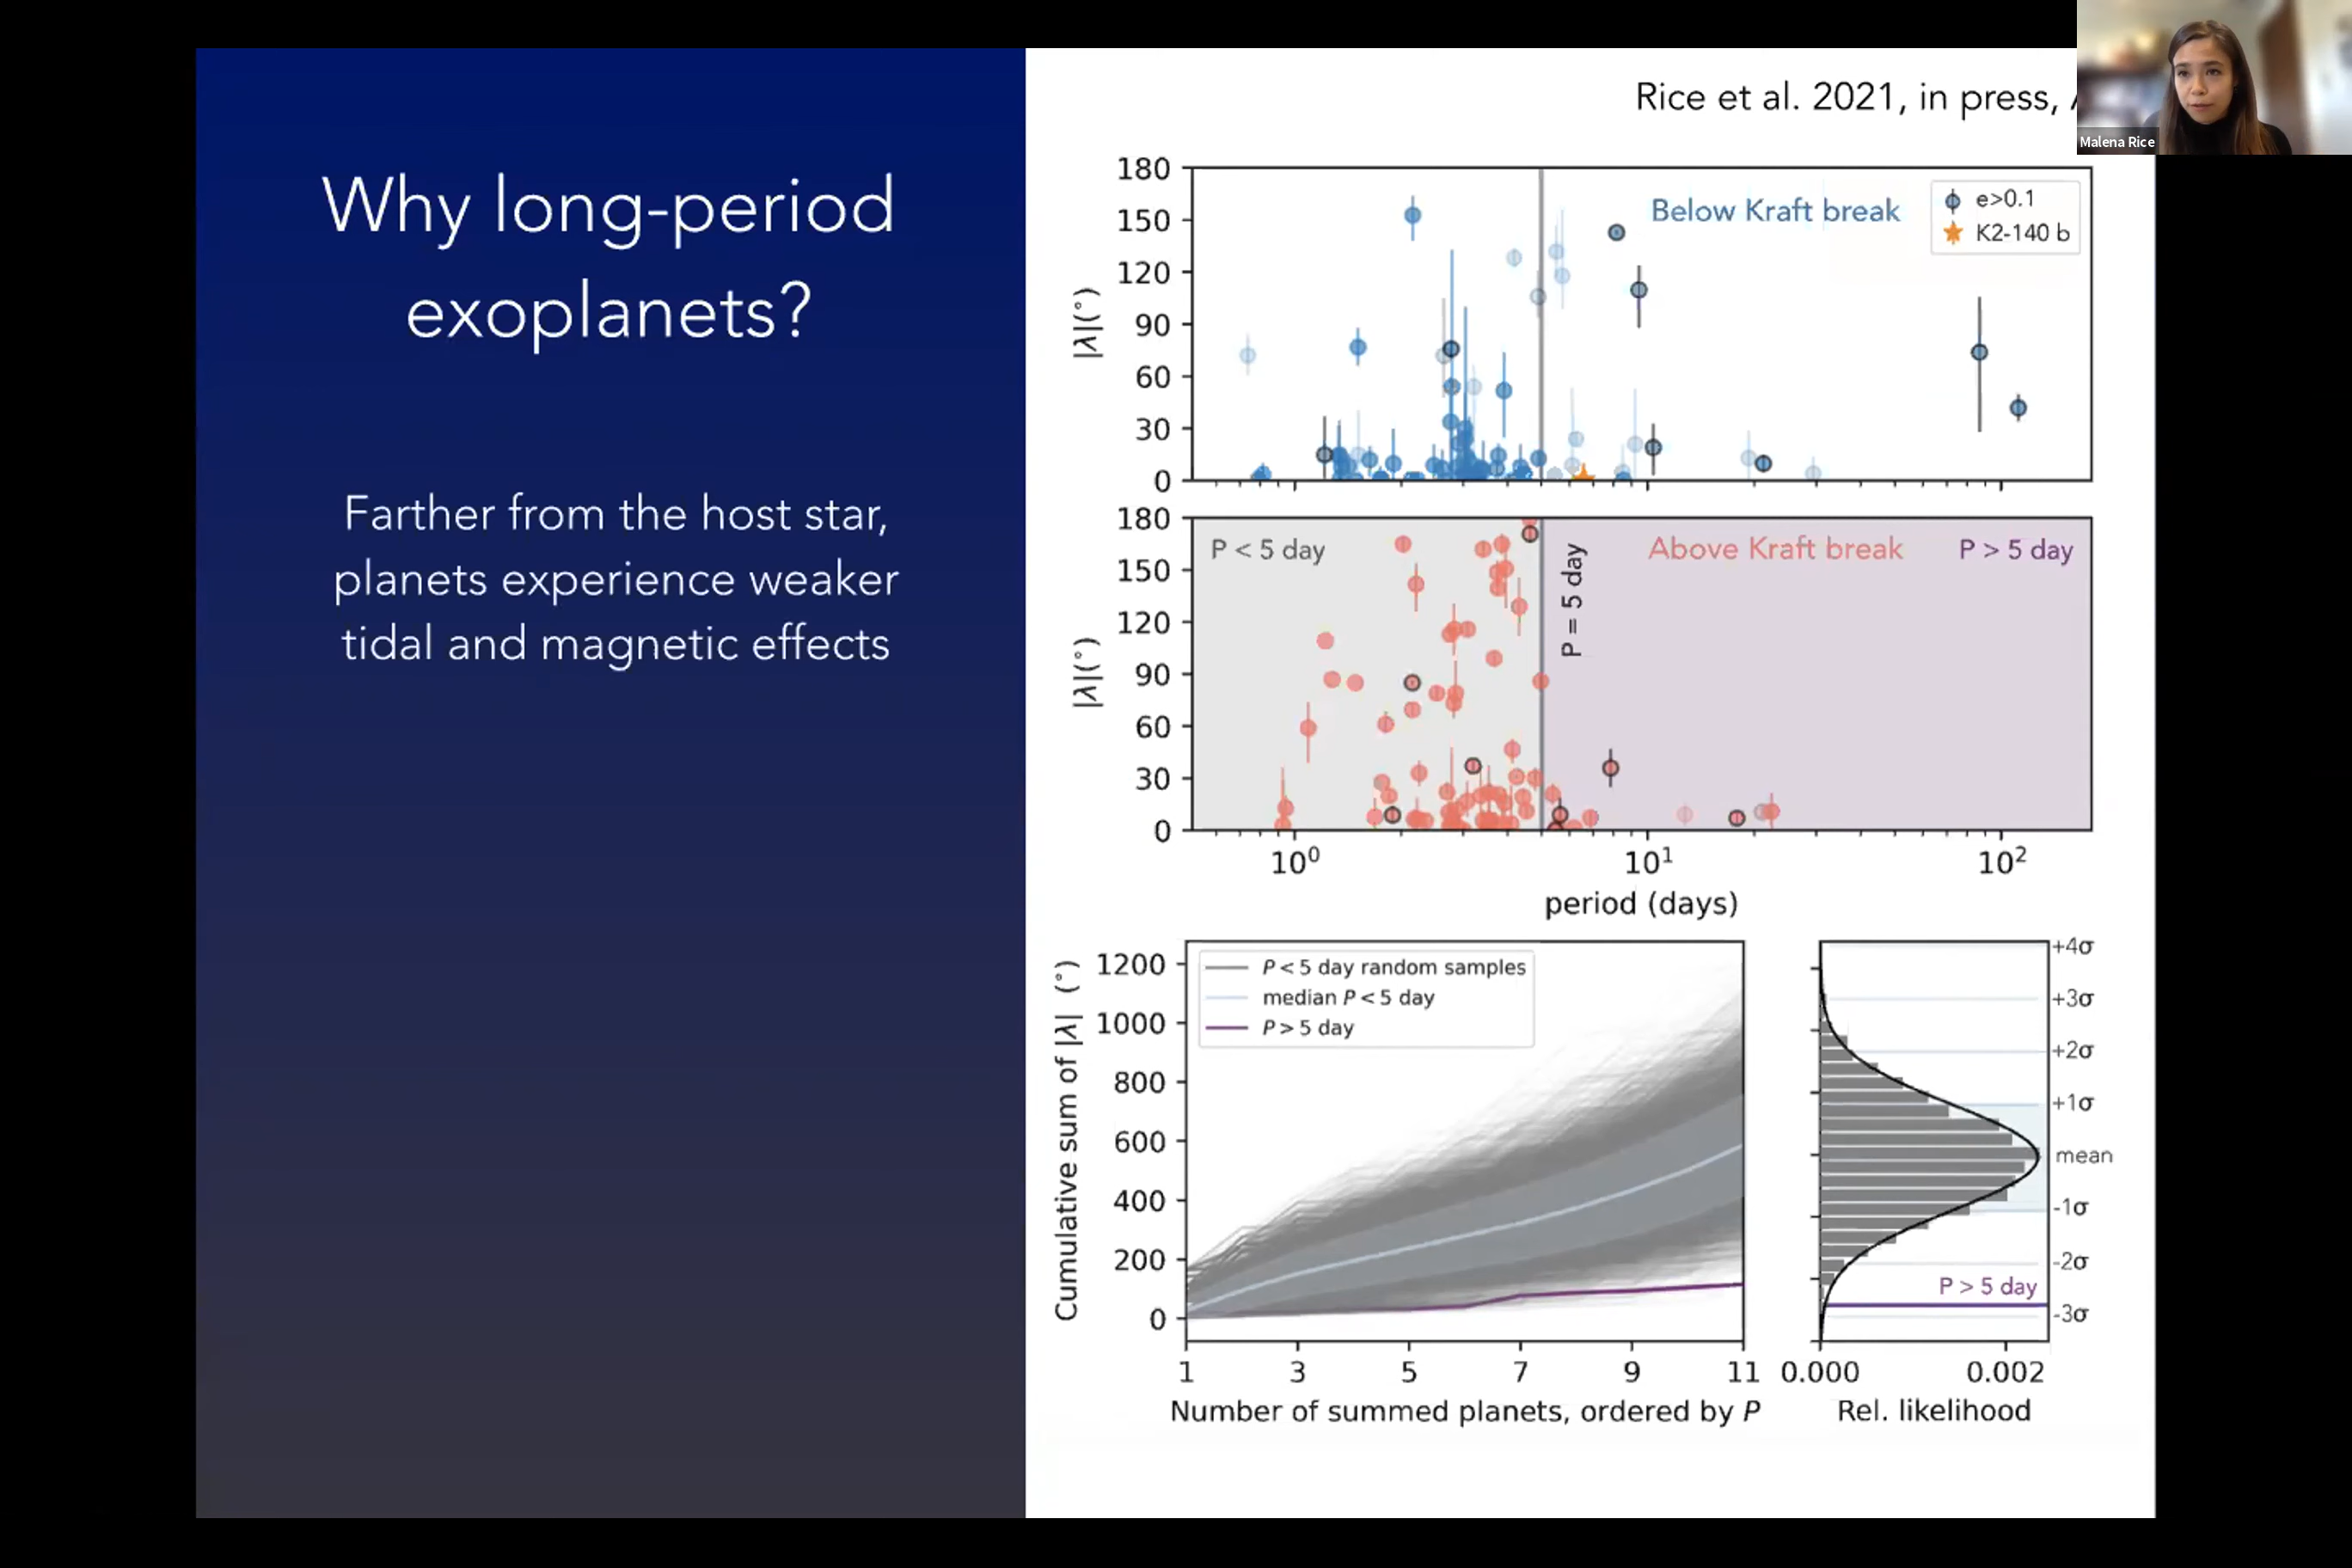 Why long-period
exoplanets?
Farther from the host star,
planets experience weaker
tidal and magnetic effects
Rice et al. 2021, in press,
Malena Rice
180
150
120
90
60
30
0
|λ|(°)
Below Kraft break
e>0.1
K2-140 b
180
150
120
90
60
30
0
|λ|(°)
P < 5 day
P = 5 day
Above Kraft break
P > 5 day
10⁰
10¹
10²
period (days)
1200
1000
800
600
400
200
0
Cumulative sum of |λ| (°)
P < 5 day random samples
median P < 5 day
P > 5 day
1 3 5 7 9 11
Number of summed planets, ordered by P
+4σ
+3σ
+2σ
+1σ
mean
-1σ
-2σ
P > 5 day
-3σ
0.000 0.002
Rel. likelihood